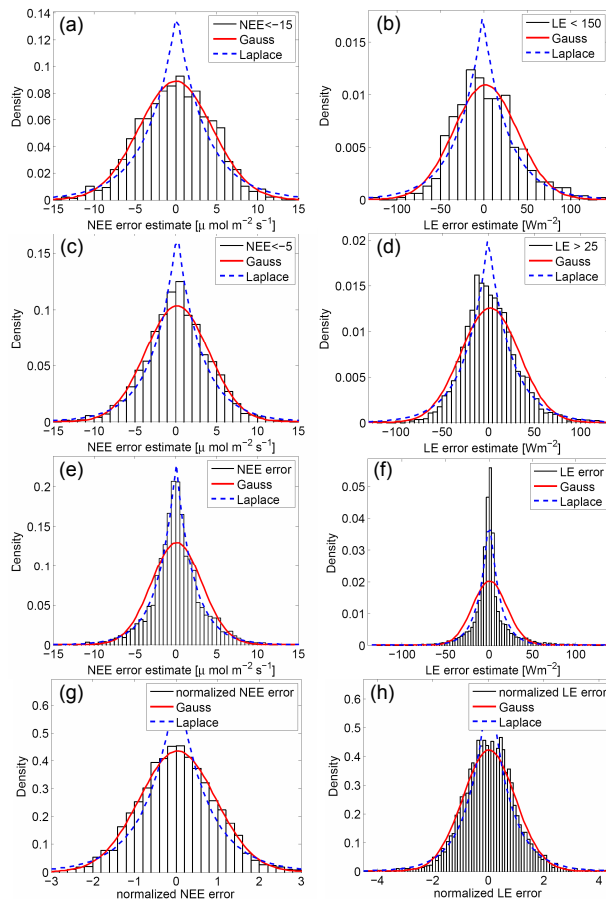 (a)
NEE<−15
Gauss
Laplace
0.14
0.12
0.1
0.08
0.06
0.04
0.02
0
Density
−15 −10 −5 0 5 10 15
NEE error estimate [μ mol m−2 s−1]
(b)
LE < 150
Gauss
Laplace
0.015
0.01
0.005
0
Density
−100 −50 0 50 100
LE error estimate [Wm−2]
(c)
NEE<−5
Gauss
Laplace
0.15
0.1
0.05
0
Density
−15 −10 −5 0 5 10 15
NEE error estimate [μ mol m−2 s−1]
(d)
LE > 25
Gauss
Laplace
0.02
0.015
0.01
0.005
0
Density
−100 −50 0 50 100
LE error estimate [Wm−2]
(e)
NEE error
Gauss
Laplace
0.2
0.15
0.1
0.05
0
Density
−15 −10 −5 0 5 10 15
NEE error estimate [μ mol m−2 s−1]
(f)
LE error
Gauss
Laplace
0.05
0.04
0.03
0.02
0.01
0
Density
−100 −50 0 50 100
LE error estimate [Wm−2]
(g)
normalized NEE error
Gauss
Laplace
0.6
0.5
0.4
0.3
0.2
0.1
0
Density
−3 −2 −1 0 1 2 3
normalized NEE error
(h)
normalized LE error
Gauss
Laplace
0.6
0.5
0.4
0.3
0.2
0.1
0
Density
−4 −2 0 2 4
normalized LE error